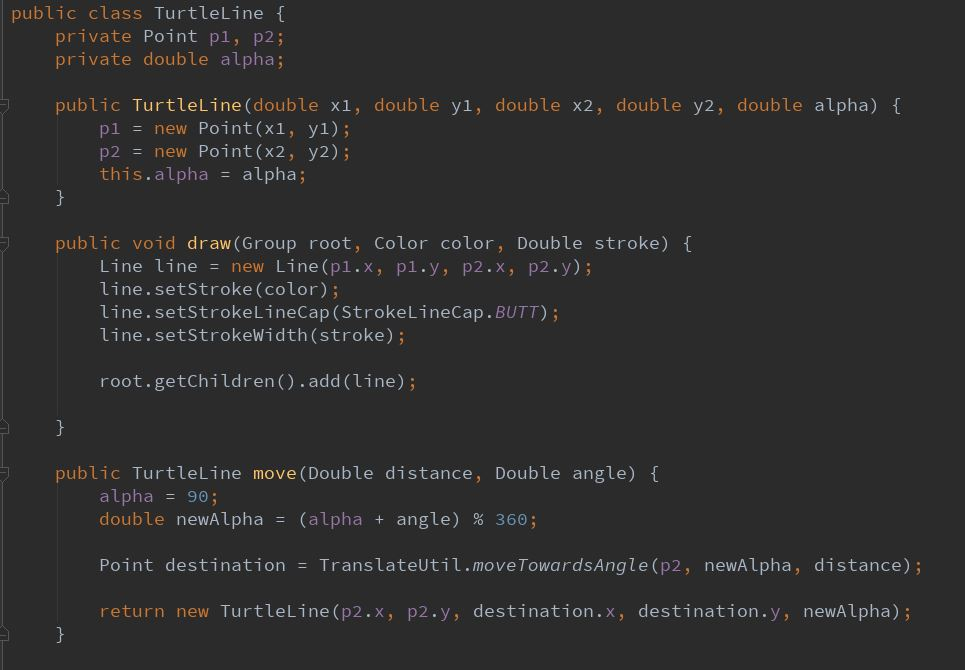 public class TurtleLine {
    private Point p1, p2;
    private double alpha;

    public TurtleLine(double x1, double y1, double x2, double y2, double alpha) {
        p1 = new Point(x1, y1);
        p2 = new Point(x2, y2);
        this.alpha = alpha;
    }

    public void draw(Group root, Color color, Double stroke) {
        Line line = new Line(p1.x, p1.y, p2.x, p2.y);
        line.setStroke(color);
        line.setStrokeLineCap(StrokeLineCap.BUTT);
        line.setStrokeWidth(stroke);

        root.getChildren().add(line);

    }

    public TurtleLine move(Double distance, Double angle) {
        alpha = 90;
        double newAlpha = (alpha + angle) % 360;

        Point destination = TranslateUtil.moveTowardsAngle(p2, newAlpha, distance);

        return new TurtleLine(p2.x, p2.y, destination.x, destination.y, newAlpha);
    }